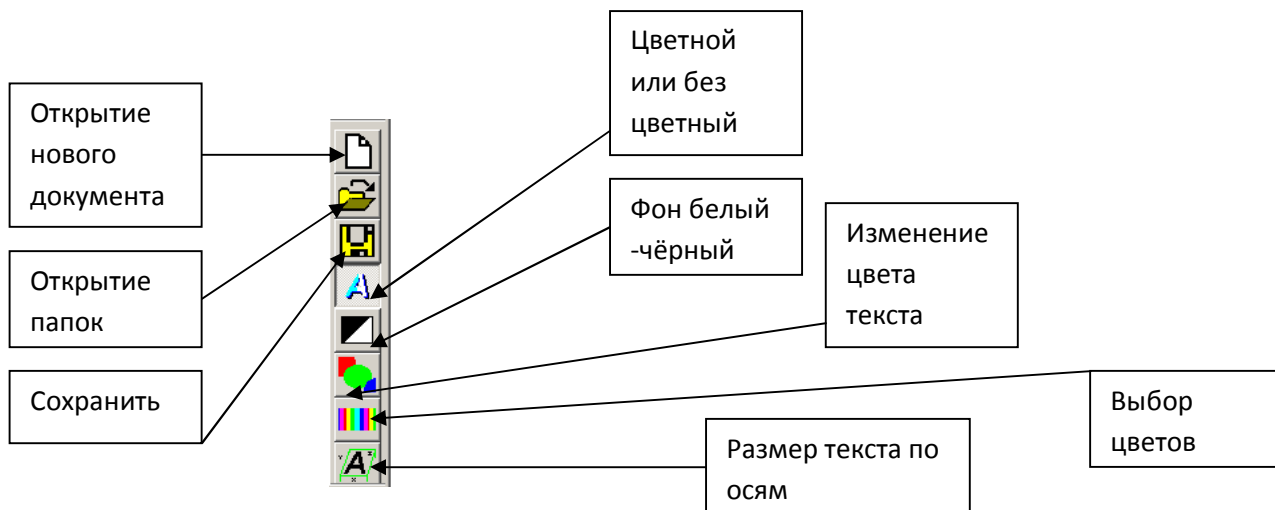 Цветной
или без
цветный
Открытие
нового
документа
Фон белый
-чёрный
Изменение
цвета
текста
Открытие
папок
Сохранить
Выбор
цветов
Размер текста по
осям